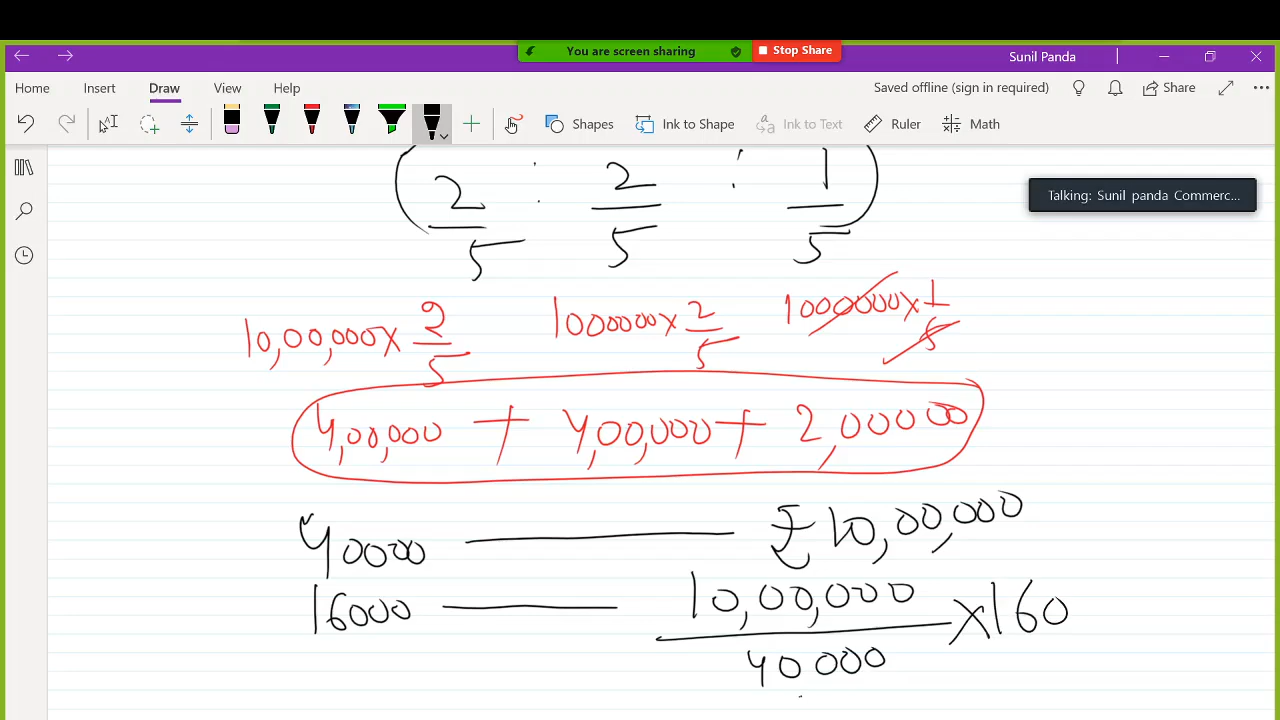 You are screen sharing Stop Share
Sunil Panda
Home Insert Draw View Help Saved offline (sign in required) Share
Shapes Ink to Shape Ink to Text Ruler Math
Talking: Sunil panda Commerc...
2/5 : 2/5 : 1/5
10,00,000x 2/5 1000000x 2/5 1000000x 1/5
4,00,000 + 4,00,000 + 2,00000
40000 ₹10,00,000
16000 10,00,000/40000 x160